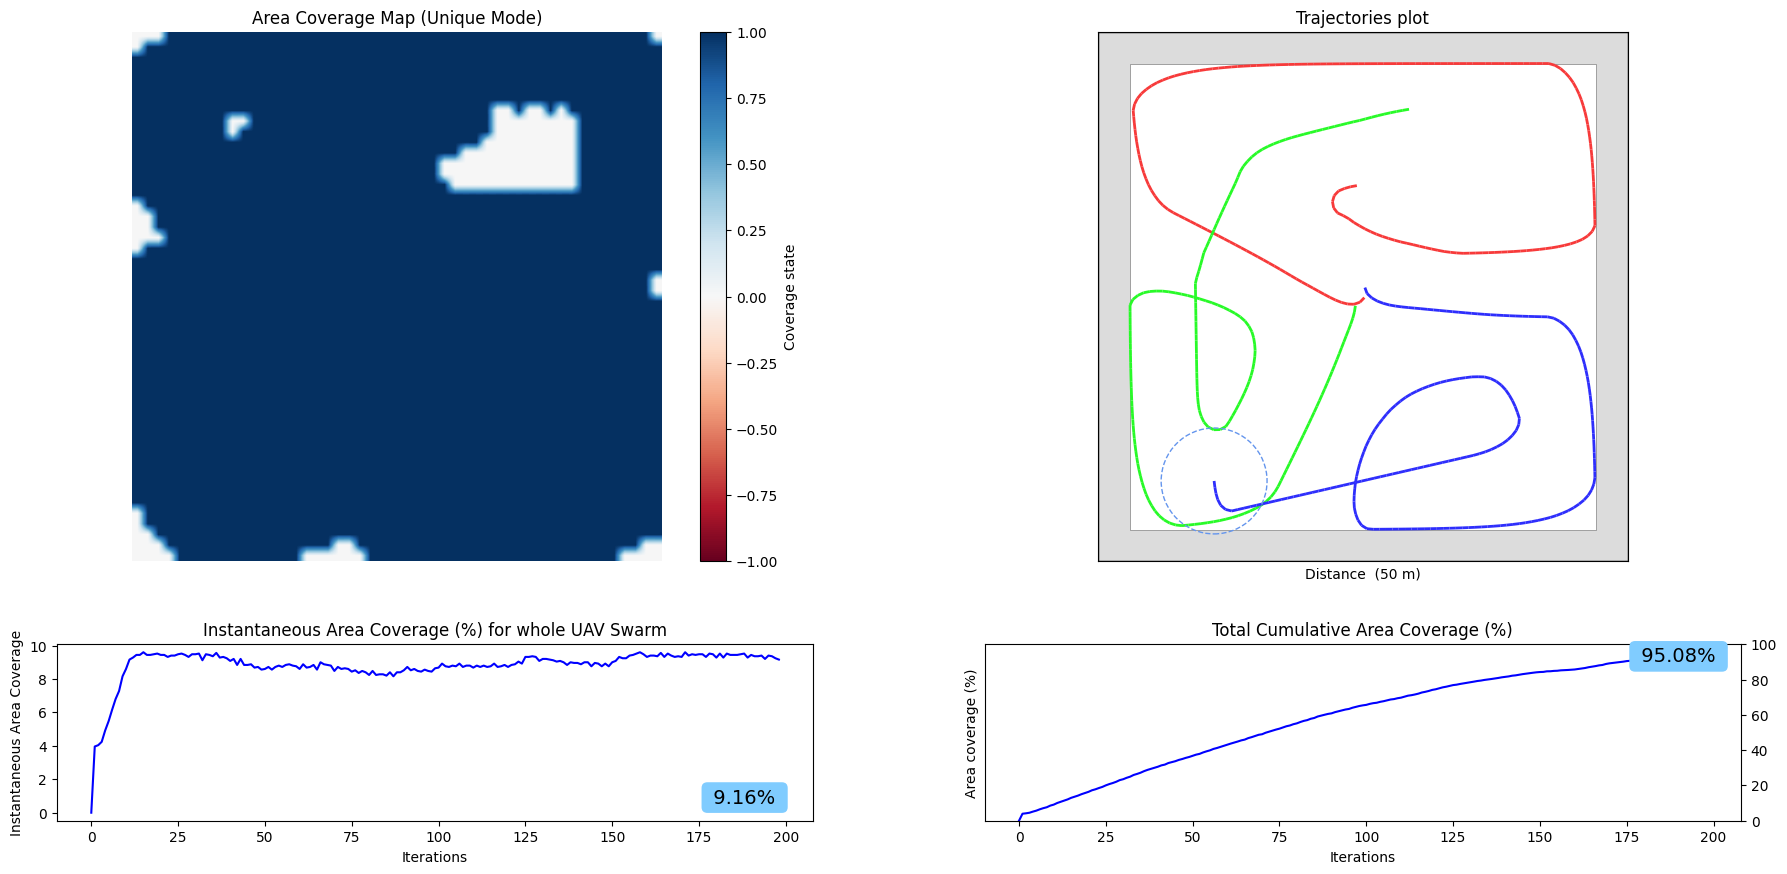 Area Coverage Map (Unique Mode)
1.00
0.75
0.50
0.25
0.00
−0.25
−0.50
−0.75
−1.00
Coverage state
Trajectories plot
Distance  (50 m)
Instantaneous Area Coverage (%) for whole UAV Swarm
Instantaneous Area Coverage
10
8
6
4
2
0
9.16%
0 25 50 75 100 125 150 175 200
Iterations
Total Cumulative Area Coverage (%)
Area coverage (%)
95.08%
100
80
60
40
20
0
0 25 50 75 100 125 150 175 200
Iterations